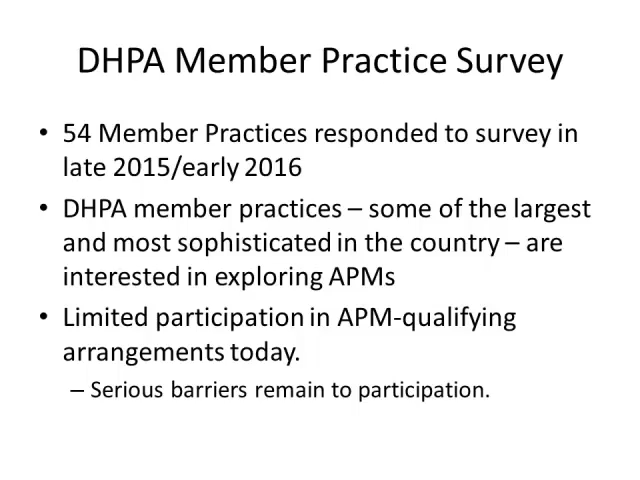 DHPA Member Practice Survey
• 54 Member Practices responded to survey in
late 2015/early 2016
• DHPA member practices – some of the largest
and most sophisticated in the country – are
interested in exploring APMs
• Limited participation in APM-qualifying
arrangements today.
– Serious barriers remain to participation.